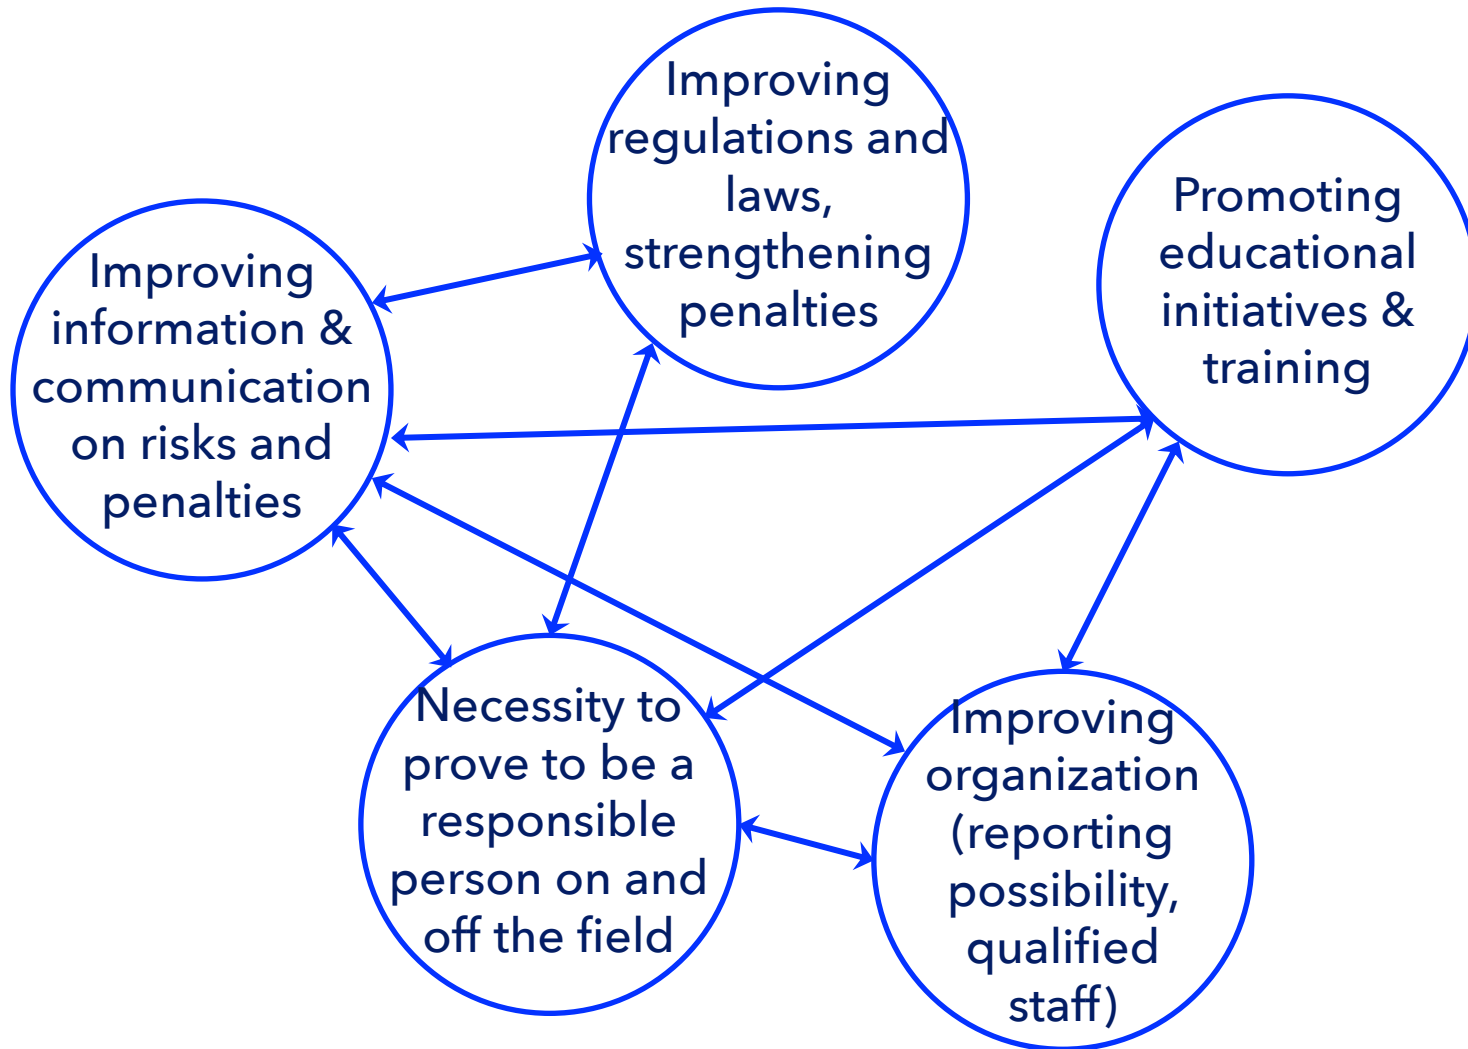 Improving
regulations and
laws,
strengthening
penalties
Promoting
educational
initiatives &
training
Improving
information &
communication
on risks and
penalties
Necessity to
prove to be a
responsible
person on and
off the field
Improving
organization
(reporting
possibility,
qualified
staff)